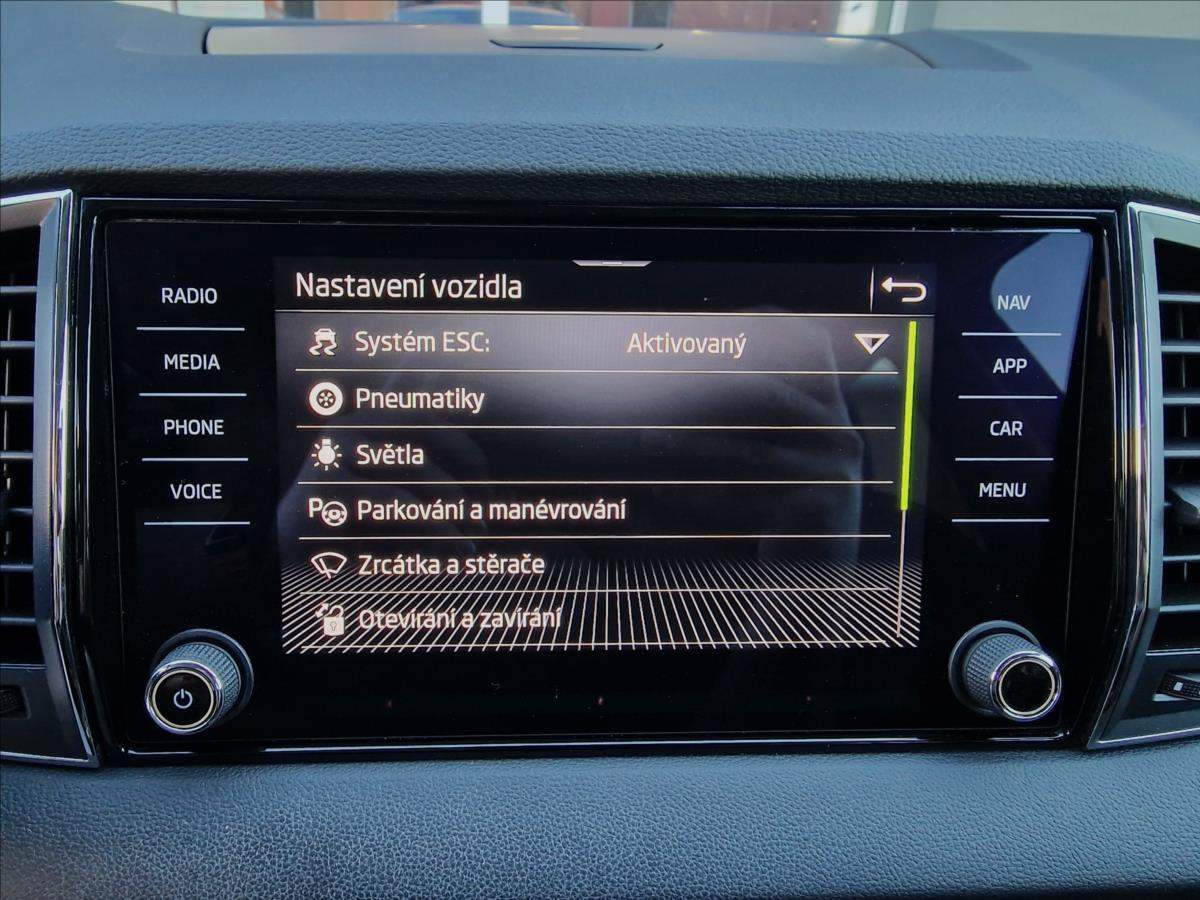 Nastavení vozidla
RADIO
MEDIA
PHONE
VOICE
Systém ESC: Aktivovaný
Pneumatiky
Světla
P Parkování a manévrování
Zrcátka a stěrače
Otevírání a zavírání
NAV
APP
CAR
MENU